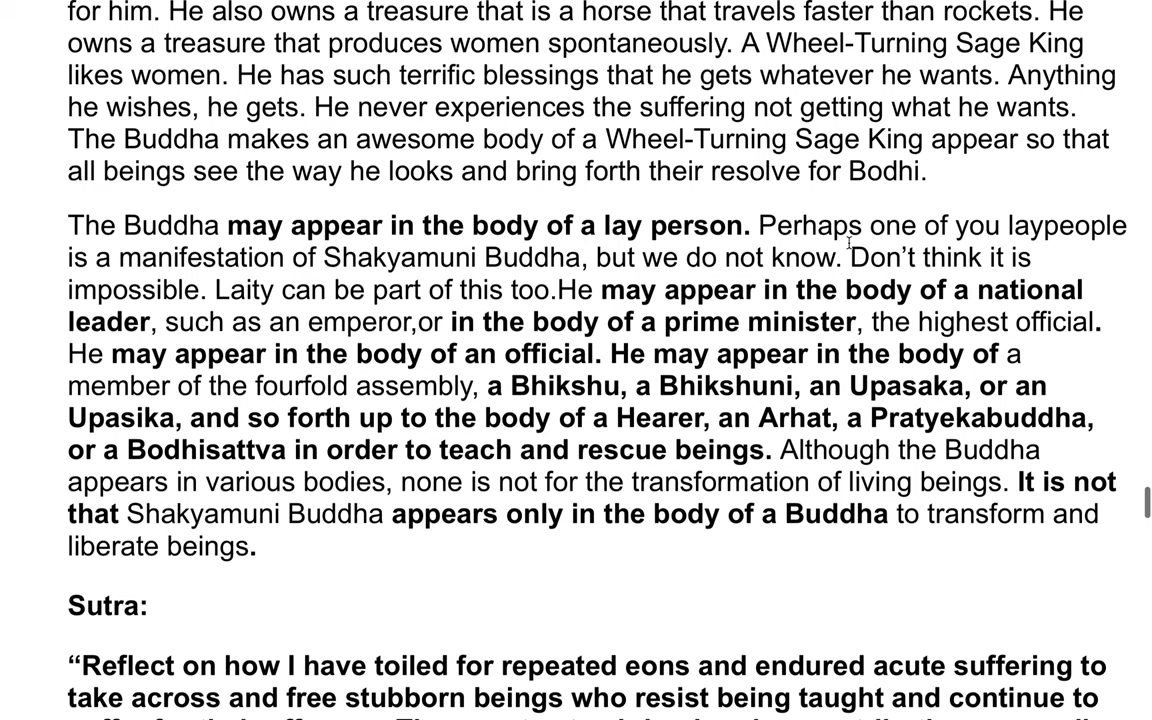 for him. He also owns a treasure that is a horse that travels faster than rockets. He
owns a treasure that produces women spontaneously. A Wheel-Turning Sage King
likes women. He has such terrific blessings that he gets whatever he wants. Anything
he wishes, he gets. He never experiences the suffering not getting what he wants.
The Buddha makes an awesome body of a Wheel-Turning Sage King appear so that
all beings see the way he looks and bring forth their resolve for Bodhi.
The Buddha may appear in the body of a lay person. Perhaps one of you laypeople
is a manifestation of Shakyamuni Buddha, but we do not know. Don’t think it is
impossible. Laity can be part of this too.He may appear in the body of a national
leader, such as an emperor,or in the body of a prime minister, the highest official.
He may appear in the body of an official. He may appear in the body of a
member of the fourfold assembly, a Bhikshu, a Bhikshuni, an Upasaka, or an
Upasika, and so forth up to the body of a Hearer, an Arhat, a Pratyekabuddha,
or a Bodhisattva in order to teach and rescue beings. Although the Buddha
appears in various bodies, none is not for the transformation of living beings. It is not
that Shakyamuni Buddha appears only in the body of a Buddha to transform and
liberate beings.
Sutra:
“Reflect on how I have toiled for repeated eons and endured acute suffering to
take across and free stubborn beings who resist being taught and continue to